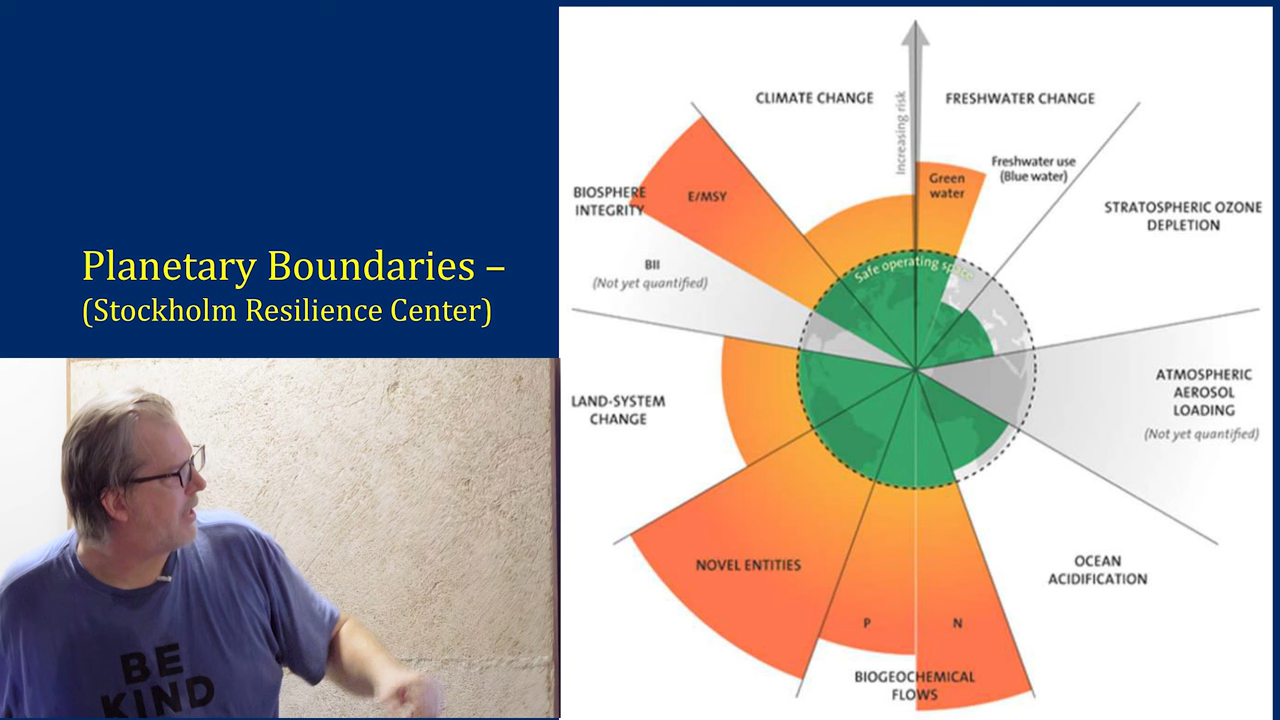 Planetary Boundaries –
(Stockholm Resilience Center)
BE
KIND
CLIMATE CHANGE
FRESHWATER CHANGE
Increasing risk
Freshwater use
(Blue water)
Green
water
BIOSPHERE
INTEGRITY
E/MSY
STRATOSPHERIC OZONE
DEPLETION
BII
(Not yet quantified)
Safe operating space
LAND-SYSTEM
CHANGE
ATMOSPHERIC
AEROSOL
LOADING
(Not yet quantified)
NOVEL ENTITIES
OCEAN
ACIDIFICATION
P
N
BIOGEOCHEMICAL
FLOWS